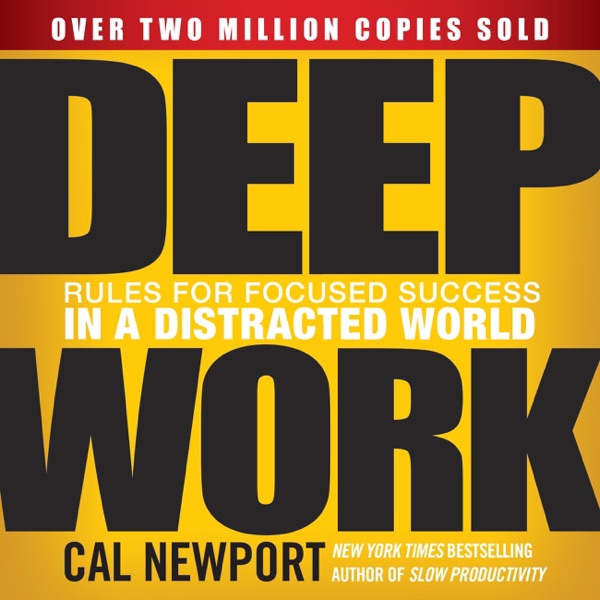 OVER TWO MILLION COPIES SOLD
DEEP
RULES FOR FOCUSED SUCCESS
IN A DISTRACTED WORLD
WORK
CAL NEWPORT
NEW YORK TIMES BESTSELLING
AUTHOR OF SLOW PRODUCTIVITY